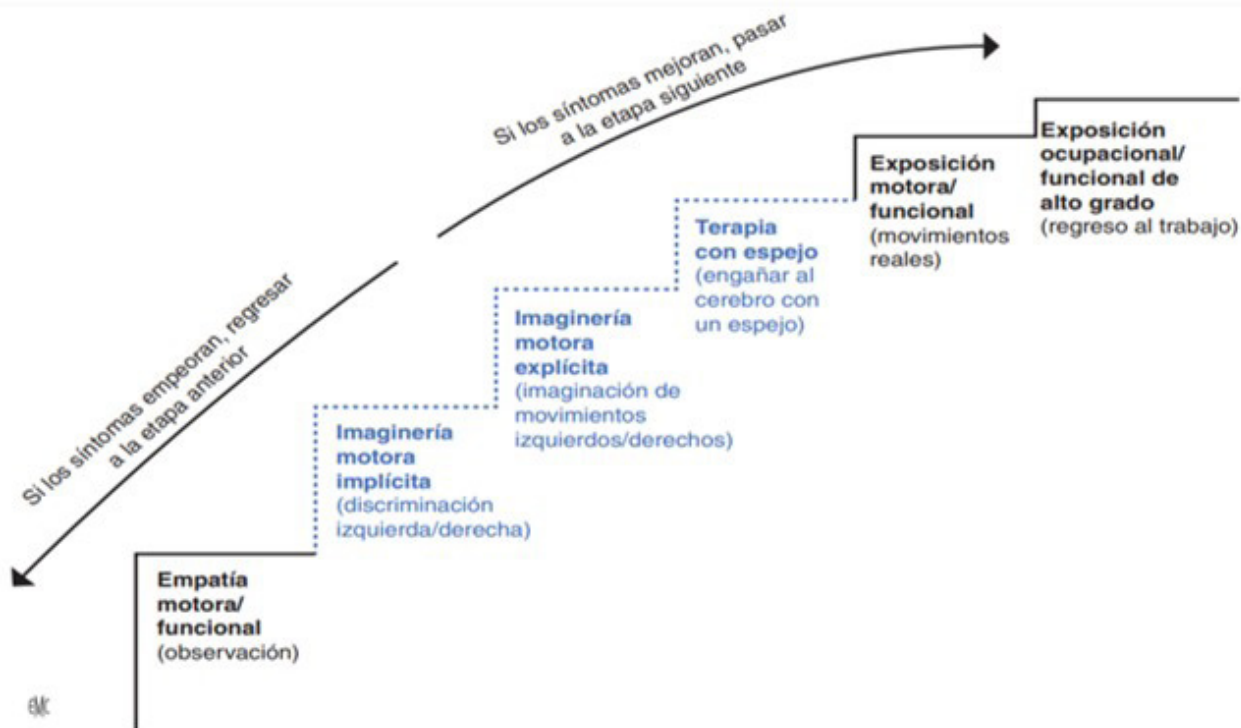 Si los síntomas mejoran, pasar
a la etapa siguiente
Si los síntomas empeoran, regresar
a la etapa anterior
Empatía
motora/
funcional
(observación)
Imaginería
motora
implícita
(discriminación
izquierda/derecha)
Imaginería
motora
explícita
(imaginación de
movimientos
izquierdos/derechos)
Terapia
con espejo
(engañar al
cerebro con
un espejo)
Exposición
motora/
funcional
(movimientos
reales)
Exposición
ocupacional/
funcional de
alto grado
(regreso al trabajo)
EMC